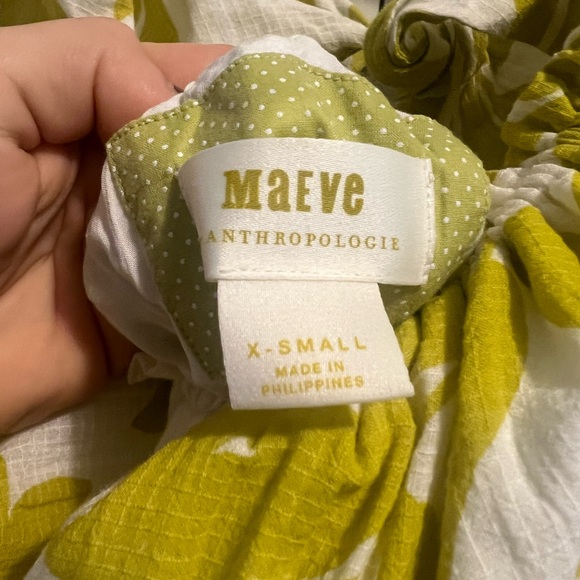 Maeve
ANTHROPOLOGIE
X-SMALL
MADE IN
PHILIPPINES